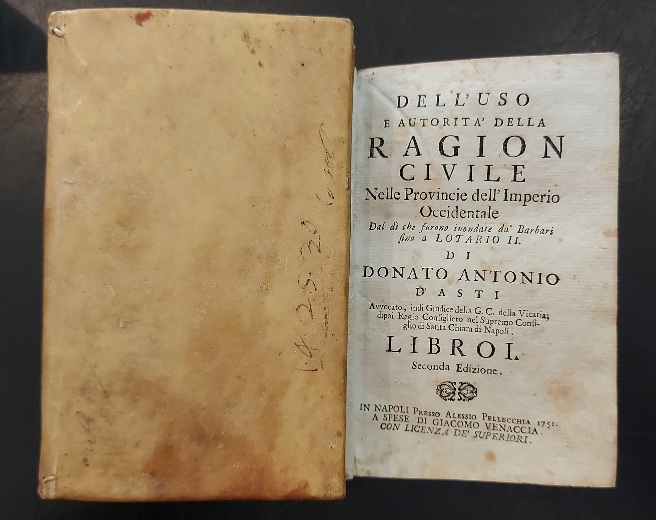 DELL'USO
E AUTORITA' DELLA
RAGION
CIVILE
Nelle Provincie dell'Imperio
Occidentale
Dal dì che furono inondate da' Barbari
fino a LOTARIO II.
DI
DONATO ANTONIO
D'ASTI
Avvocato, indi Giudice della G. C. della Vicaria;
dipoi Regio Consigliero nel Supremo Consi-
glio di Santa Chiara di Napoli.
LIBRO I.
Seconda Edizione.
IN NAPOLI PRESSO ALESSIO PELLECCHIA 1751.
A SPESE DI GIACOMO VENACCIA.
CON LICENZA DE' SUPERIORI.